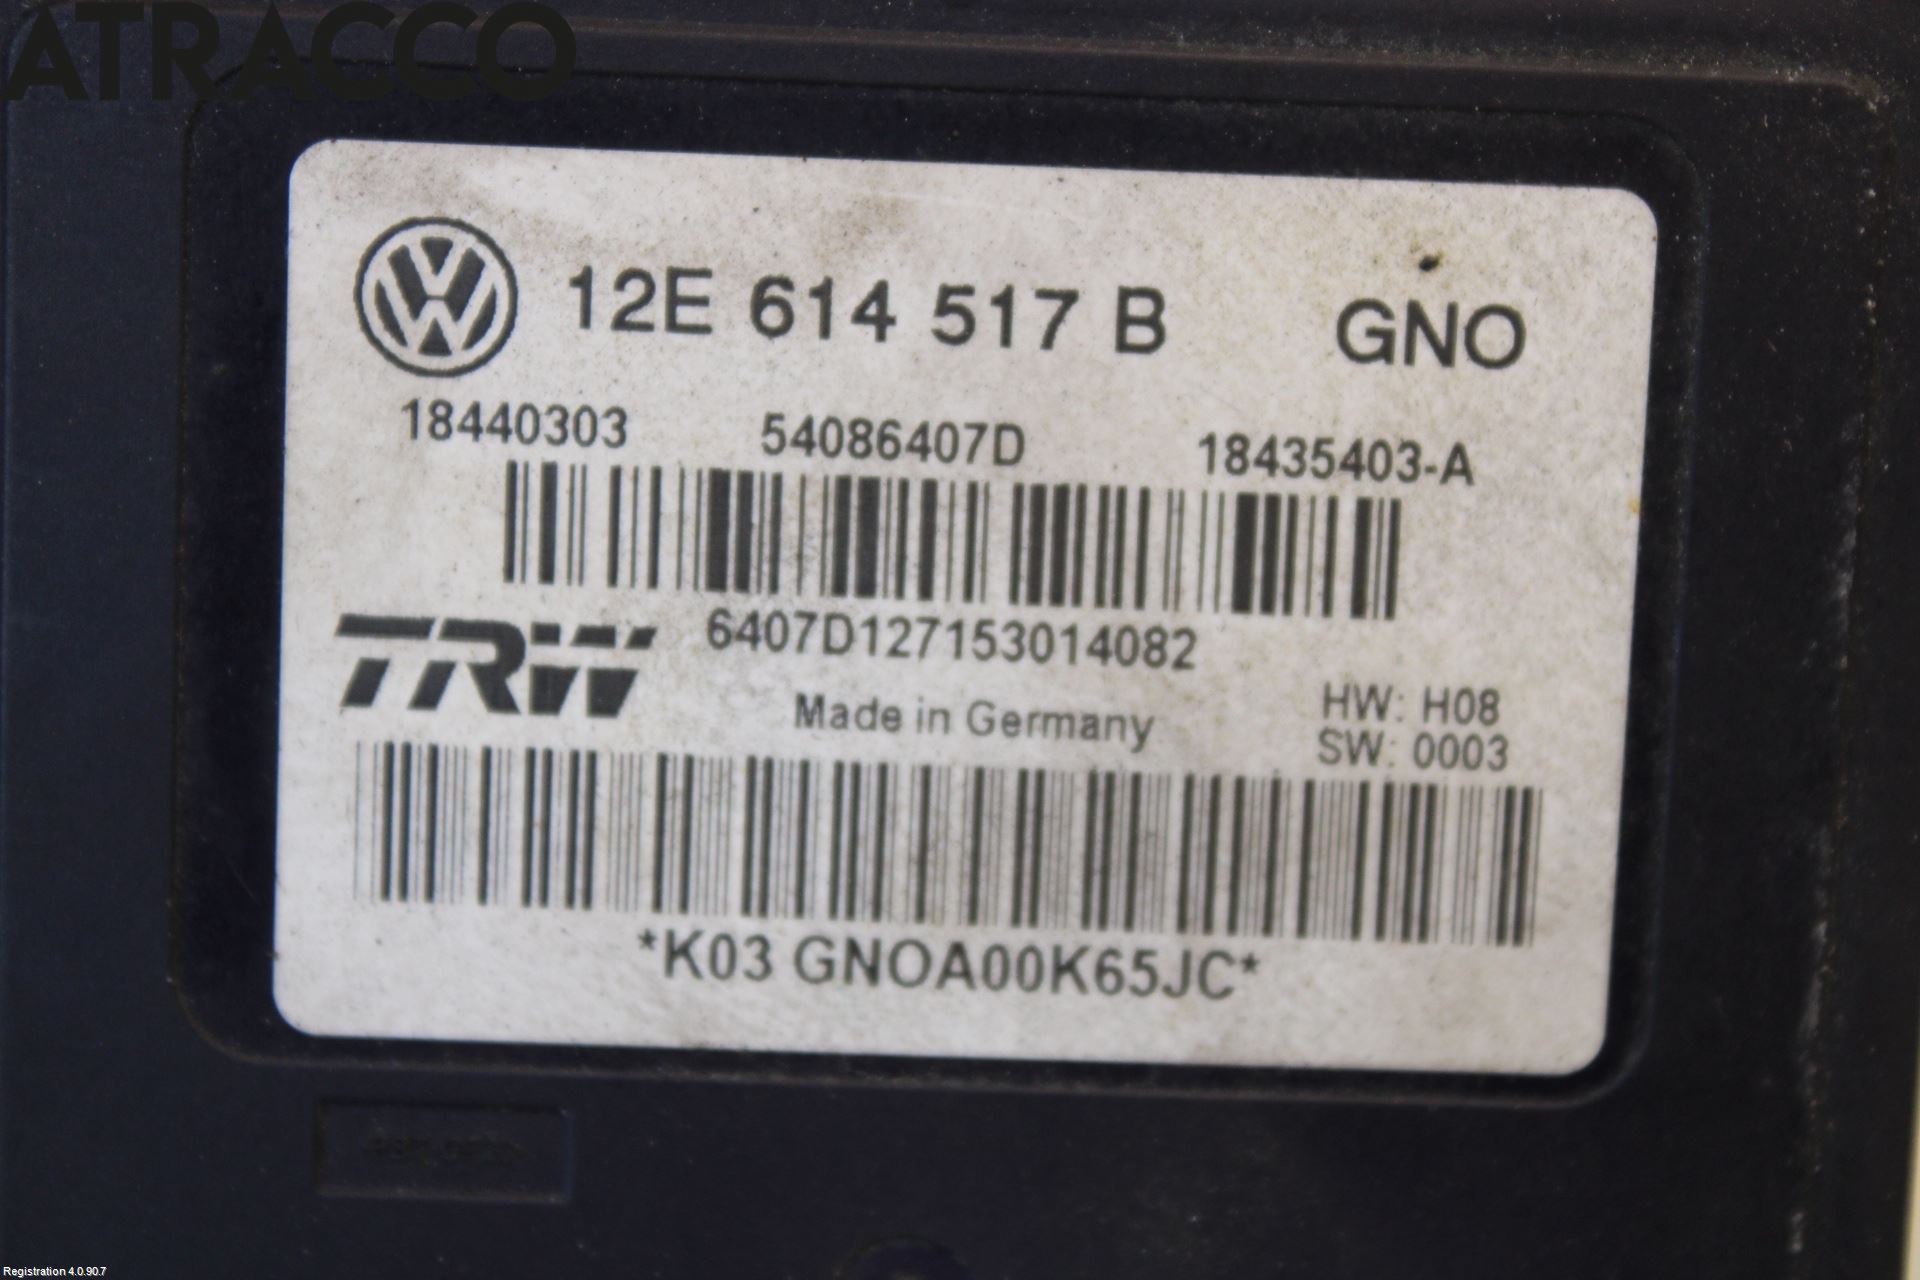 ATRACCO
12E 614 517 B GNO
18440303 54086407D 18435403-A
TRW 6407D127153014082
Made in Germany
HW: H08
SW: 0003
*K03 GNOA00K65JC*
Registration 4.0.90.7